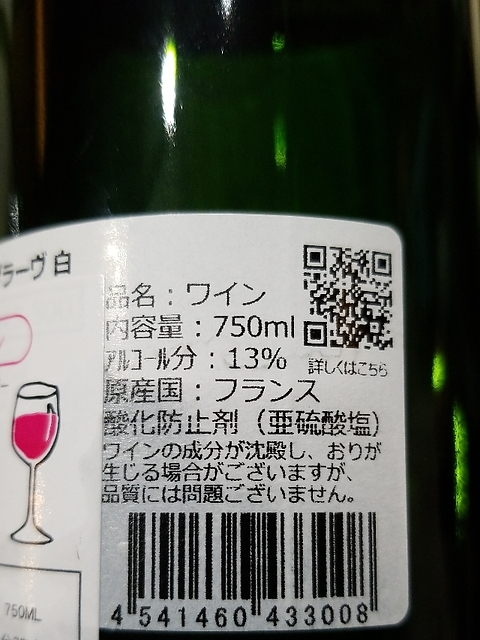 ラーヴ 白
品名：ワイン
内容量：750ml
ｱﾙｺｰﾙ分：13%
詳しくはこちら
原産国：フランス
酸化防止剤（亜硫酸塩）
ワインの成分が沈殿し、おりが
生じる場合がございますが、
品質には問題ございません。
4 541460 433008
750ML